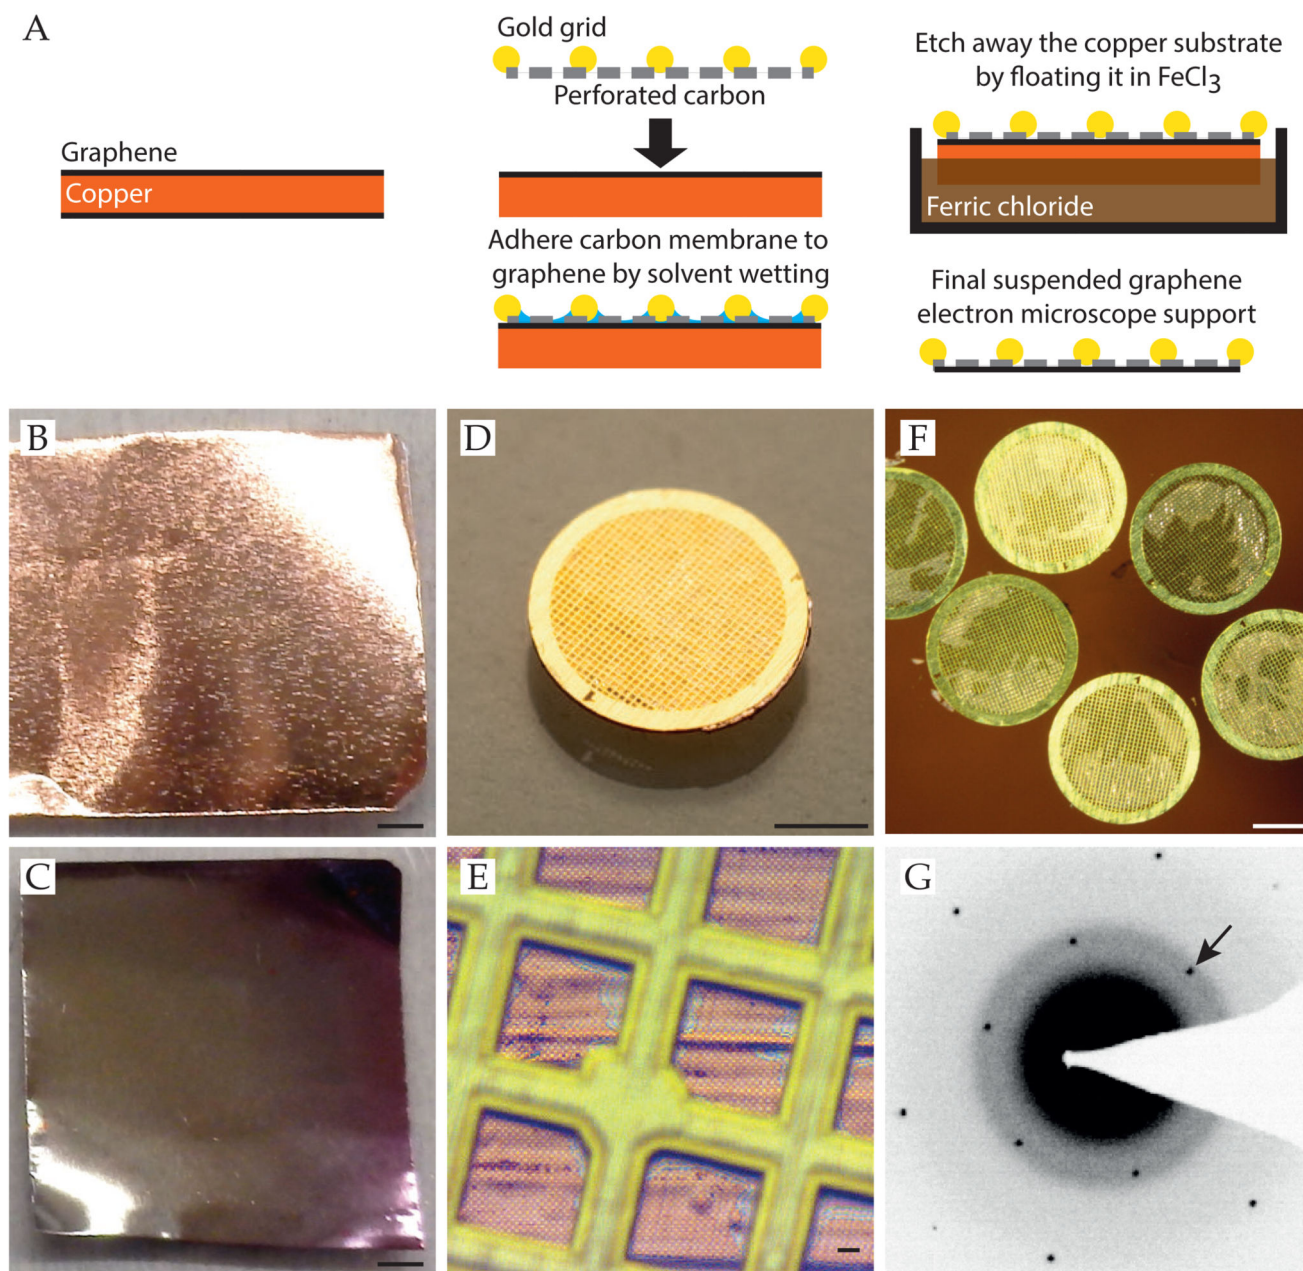 A
Graphene
Copper
Gold grid
Perforated carbon
Adhere carbon membrane to
graphene by solvent wetting
Etch away the copper substrate
by floating it in FeCl3
Ferric chloride
Final suspended graphene
electron microscope support
B
D
F
C
E
G